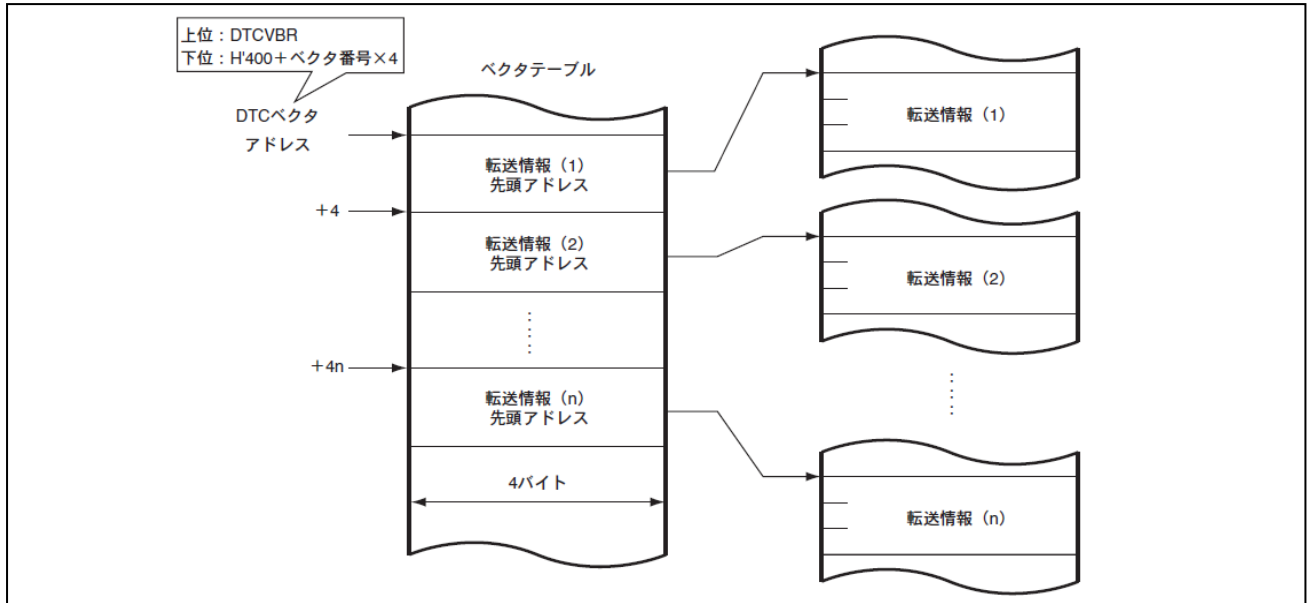 上位：DTCVBR
下位：H'400＋ベクタ番号×4
DTCベクタ
アドレス
ベクタテーブル
転送情報（1）
先頭アドレス
＋4
転送情報（2）
先頭アドレス
＋4n
転送情報（n）
先頭アドレス
4バイト
転送情報（1）
転送情報（2）
転送情報（n）